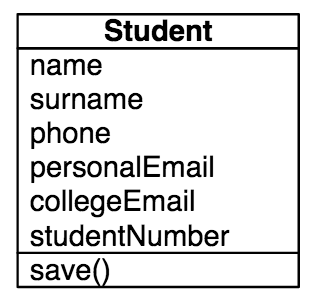 Student
name
surname
phone
personalEmail
collegeEmail
studentNumber
save()